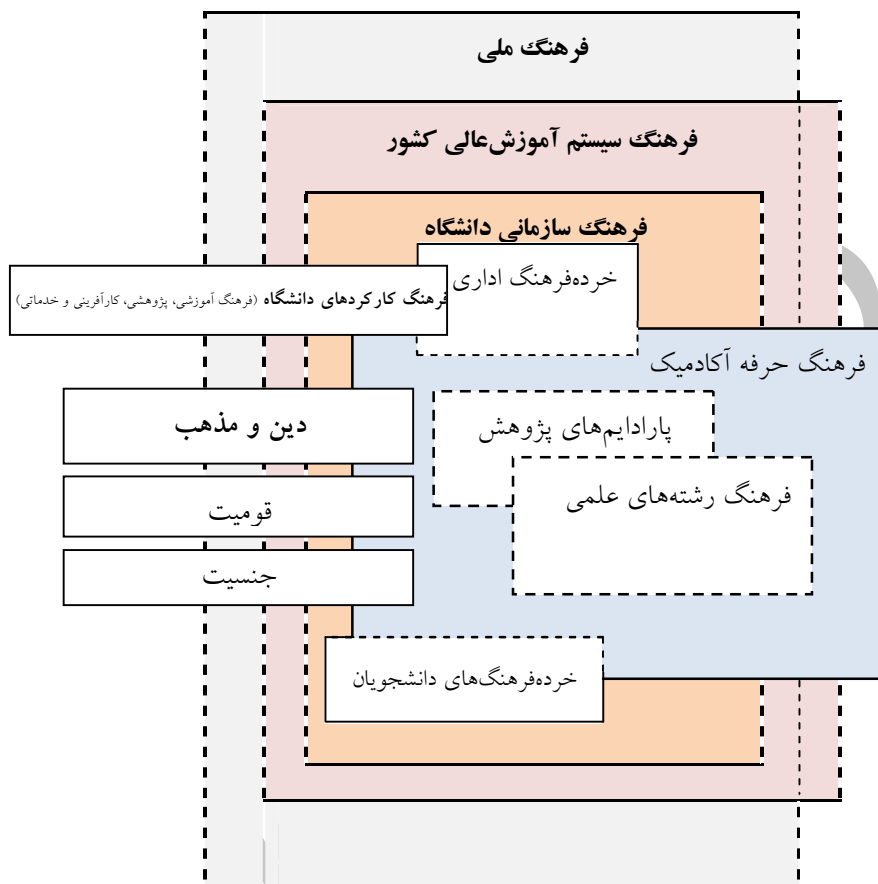 فرهنگ ملی
فرهنگ سیستم آموزش‌عالی کشور
فرهنگ سازمانی دانشگاه
خرده‌فرهنگ اداری
فرهنگ کارکردهای دانشگاه (فرهنگ آموزشی، پژوهشی، کارآفرینی و خدماتی)
فرهنگ حرفه آکادمیک
پارادایم‌های پژوهش
دین و مذهب
فرهنگ رشته‌های علمی
قومیت
جنسیت
خرده‌فرهنگ‌های دانشجویان